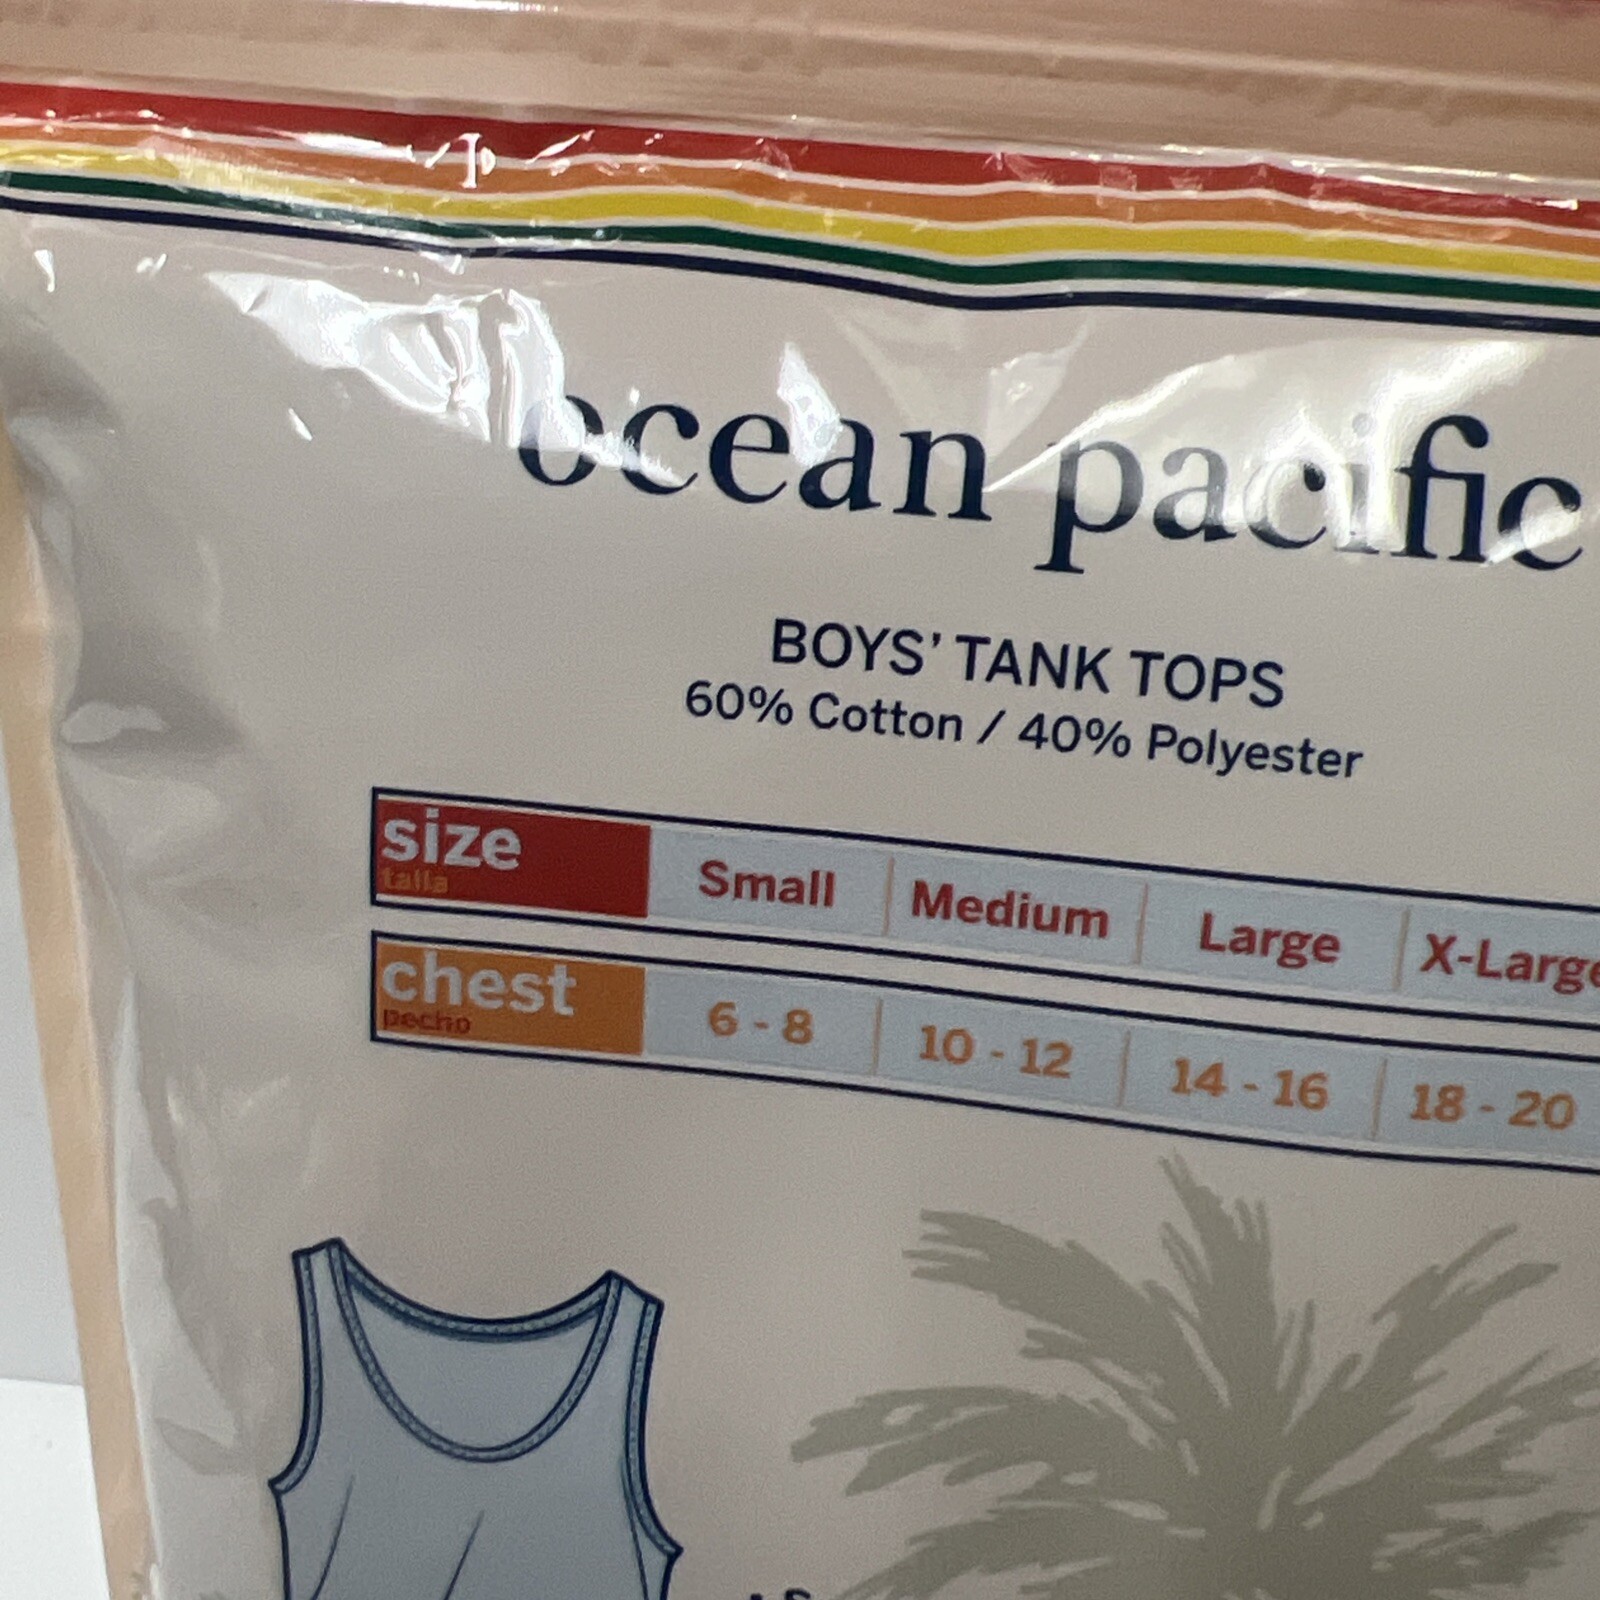 ocean pacific
BOYS' TANK TOPS
60% Cotton / 40% Polyester
size Small Medium Large X-Large
talla
chest 6 - 8 10 - 12 14 - 16 18 - 20
pecho